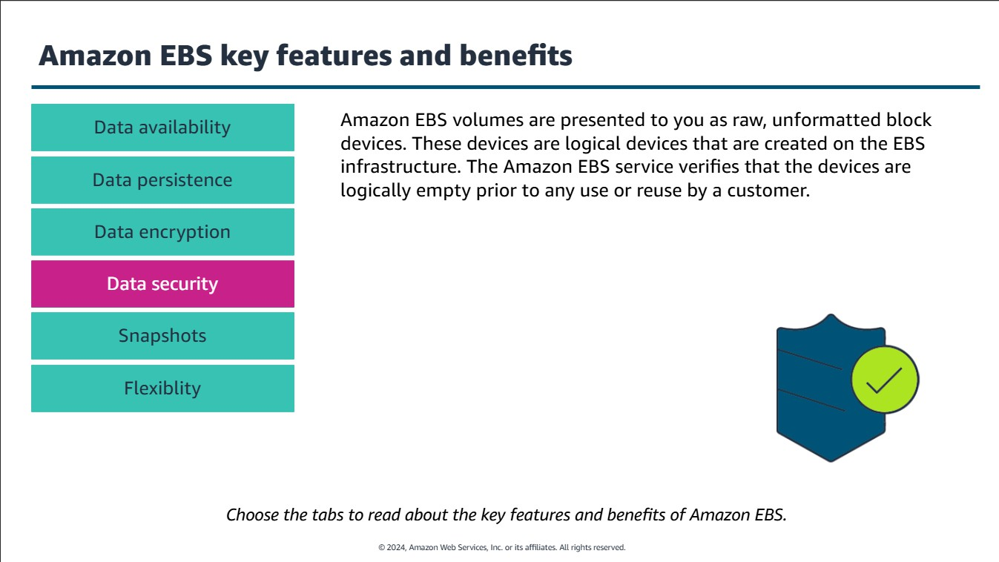 Amazon EBS key features and benefits
Data availability
Data persistence
Data encryption
Data security
Snapshots
Flexiblity
Amazon EBS volumes are presented to you as raw, unformatted block
devices. These devices are logical devices that are created on the EBS
infrastructure. The Amazon EBS service verifies that the devices are
logically empty prior to any use or reuse by a customer.
Choose the tabs to read about the key features and benefits of Amazon EBS.
© 2024, Amazon Web Services, Inc. or its affiliates. All rights reserved.